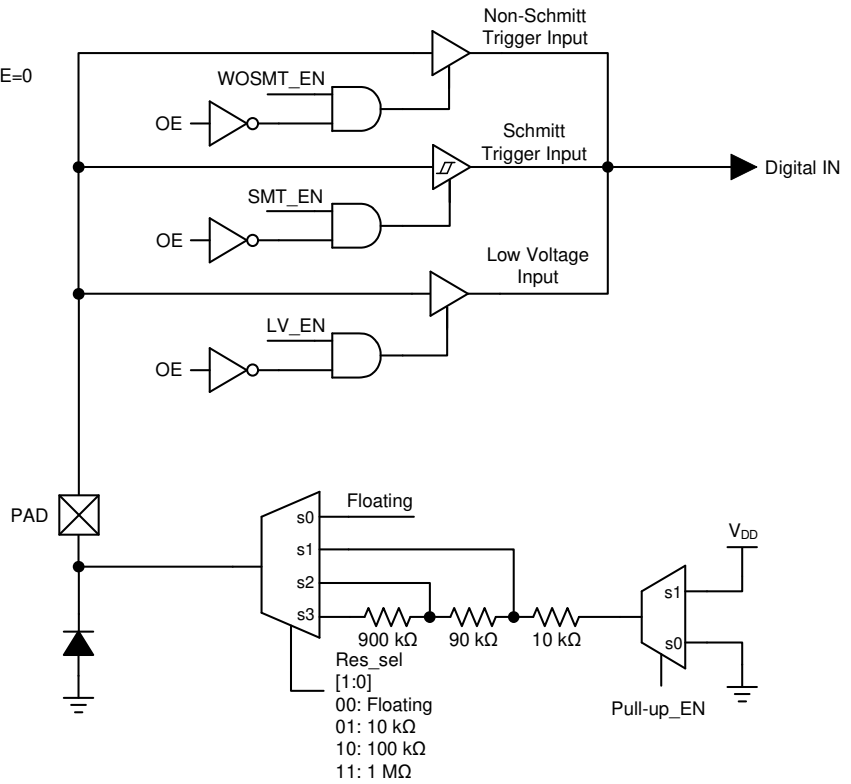 Non-Schmitt
Trigger Input
E=0
WOSMT_EN
OE
Schmitt
Trigger Input
Digital IN
SMT_EN
OE
Low Voltage
Input
LV_EN
OE
PAD
Floating
s0
s1
s2
s3
900 kΩ
90 kΩ
10 kΩ
VDD
s1
s0
Pull-up_EN
Res_sel
[1:0]
00: Floating
01: 10 kΩ
10: 100 kΩ
11: 1 MΩ